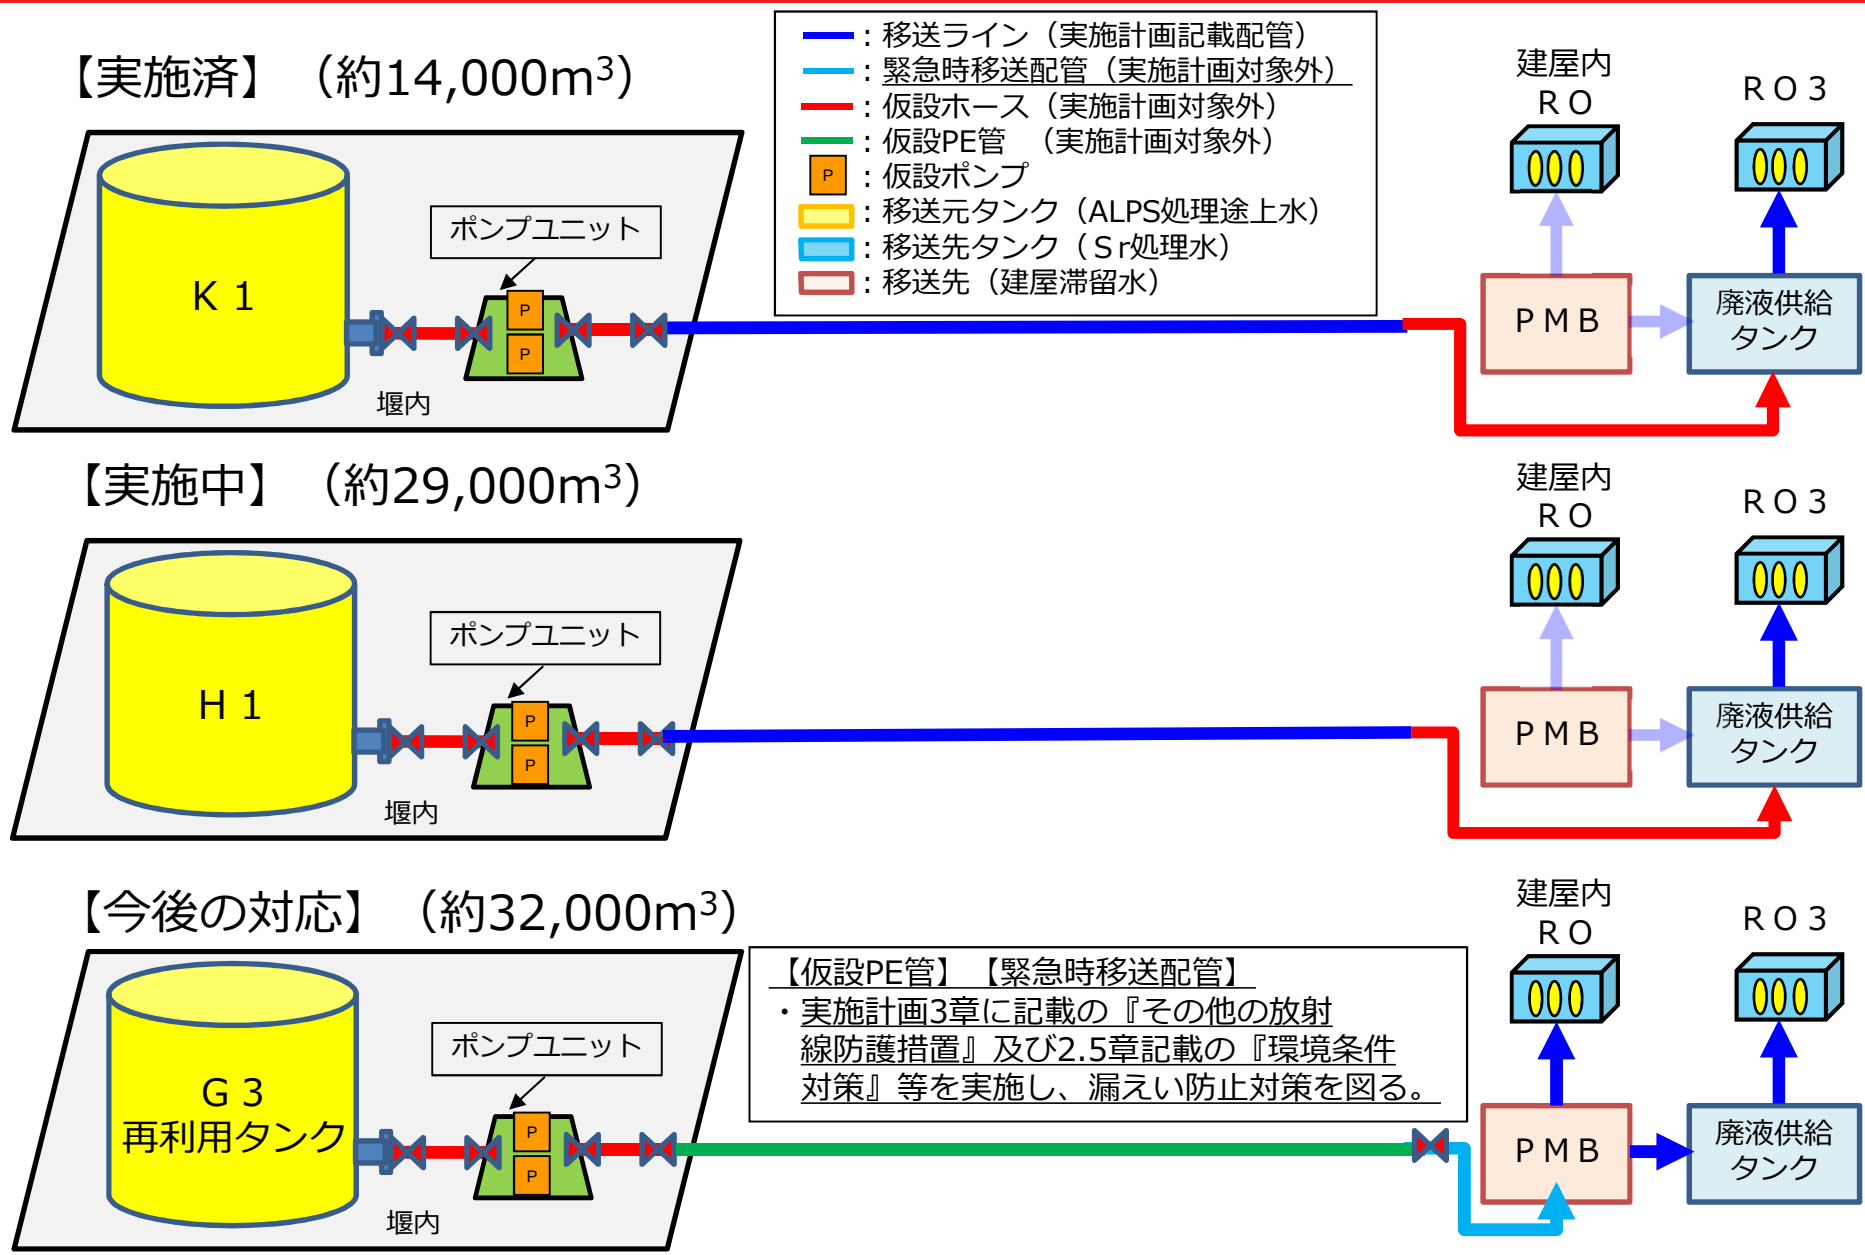 【実施済】（約14,000m³）
：移送ライン（実施計画記載配管）
：緊急時移送配管（実施計画対象外）
：仮設ホース（実施計画対象外）
：仮設PE管　（実施計画対象外）
P：仮設ポンプ
：移送元タンク（ALPS処理途上水）
：移送先タンク（Ｓr処理水）
：移送先（建屋滞留水）
建屋内
ＲＯ
ＲＯ３
Ｋ１
ポンプユニット
P
P
堰内
ＰＭＢ
廃液供給
タンク
【実施中】（約29,000m³）
建屋内
ＲＯ
ＲＯ３
Ｈ１
ポンプユニット
P
P
堰内
ＰＭＢ
廃液供給
タンク
【今後の対応】（約32,000m³）
建屋内
ＲＯ
ＲＯ３
【仮設PE管】【緊急時移送配管】
・実施計画3章に記載の『その他の放射
線防護措置』及び2.5章記載の『環境条件
対策』等を実施し、漏えい防止対策を図る。
Ｇ３
再利用タンク
ポンプユニット
P
P
堰内
ＰＭＢ
廃液供給
タンク